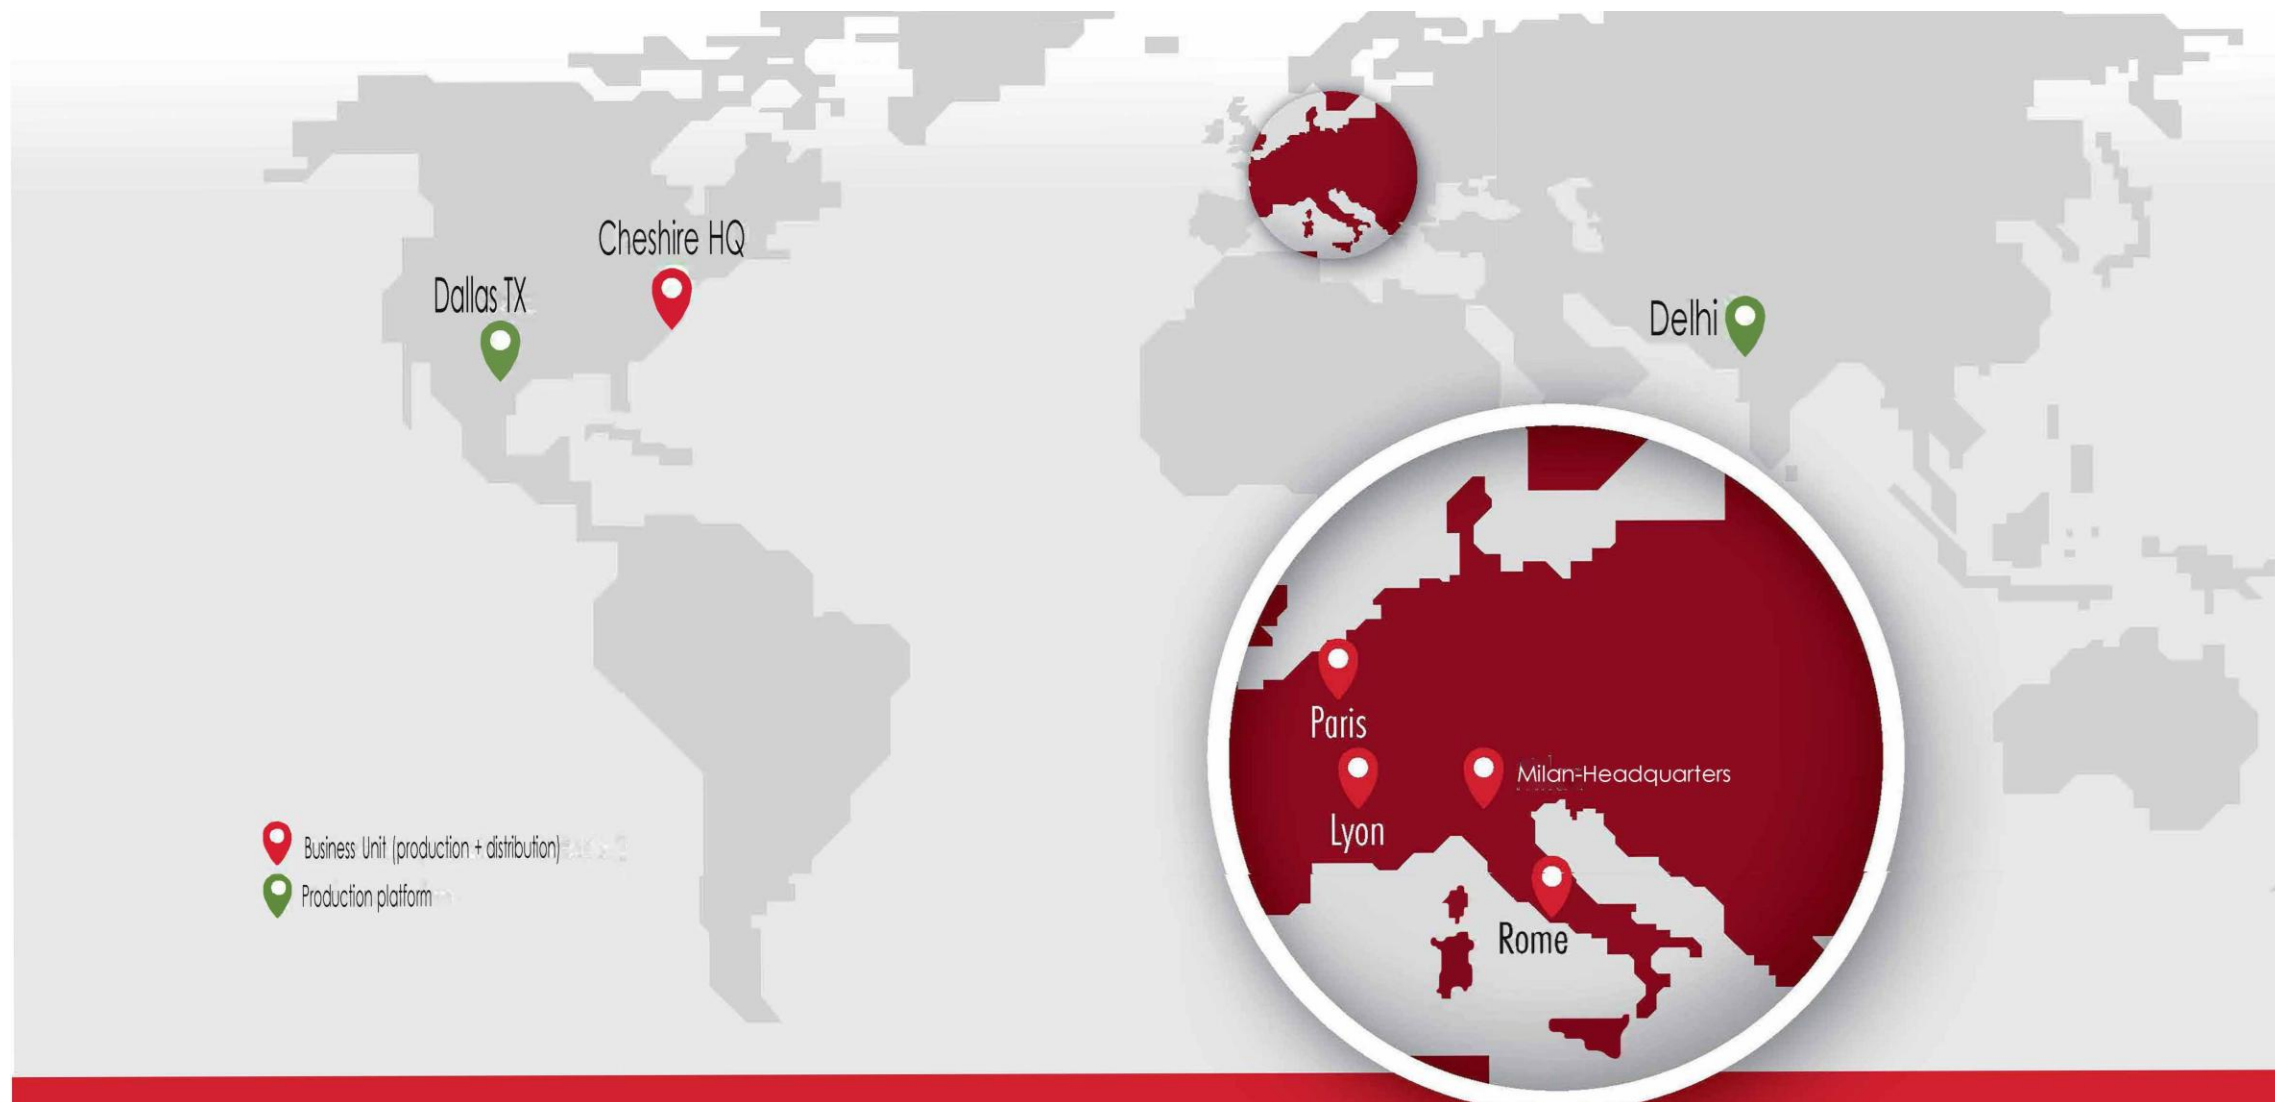 Cheshire HQ
Dallas TX
Delhi
Paris
Milan-Headquarters
Lyon
Rome
Business Unit (production + distribution)
Production platform